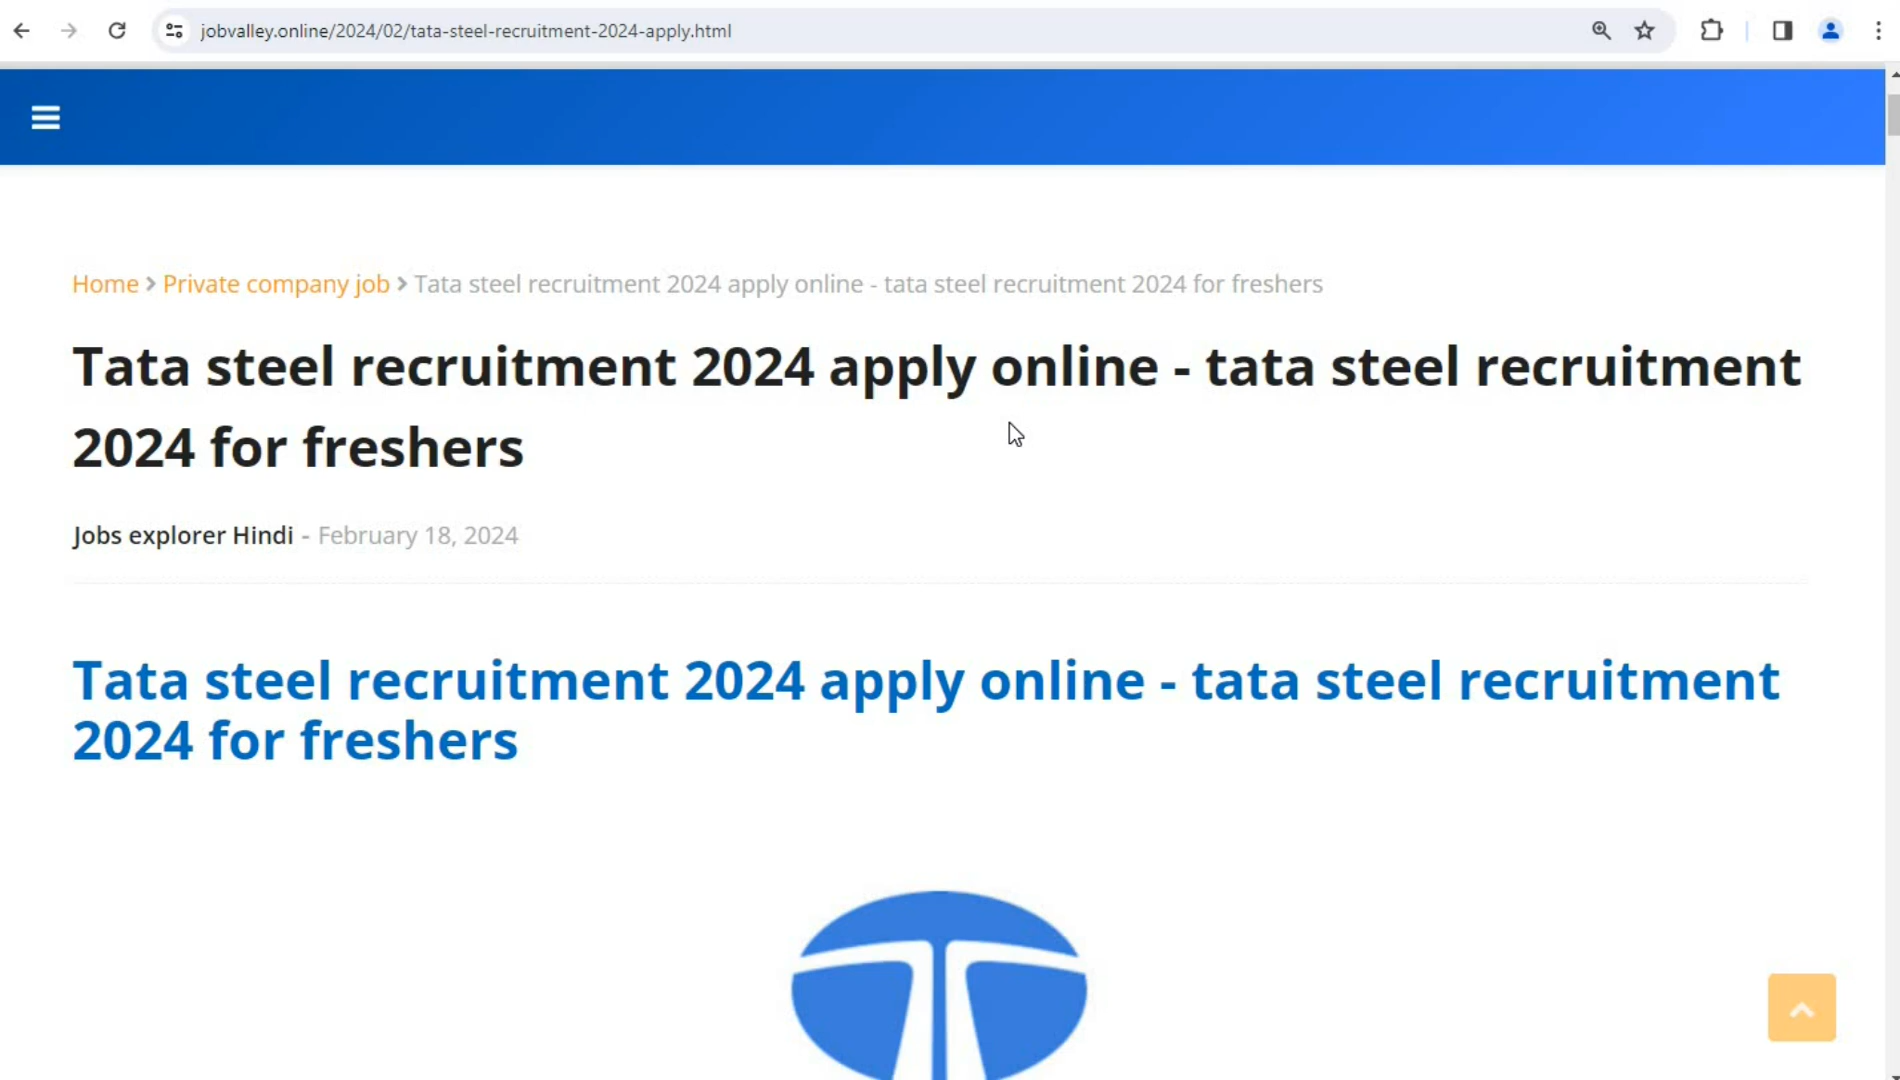 jobvalley.online/2024/02/tata-steel-recruitment-2024-apply.html
Home > Private company job > Tata steel recruitment 2024 apply online - tata steel recruitment 2024 for freshers
Tata steel recruitment 2024 apply online - tata steel recruitment
2024 for freshers
Jobs explorer Hindi - February 18, 2024
Tata steel recruitment 2024 apply online - tata steel recruitment
2024 for freshers